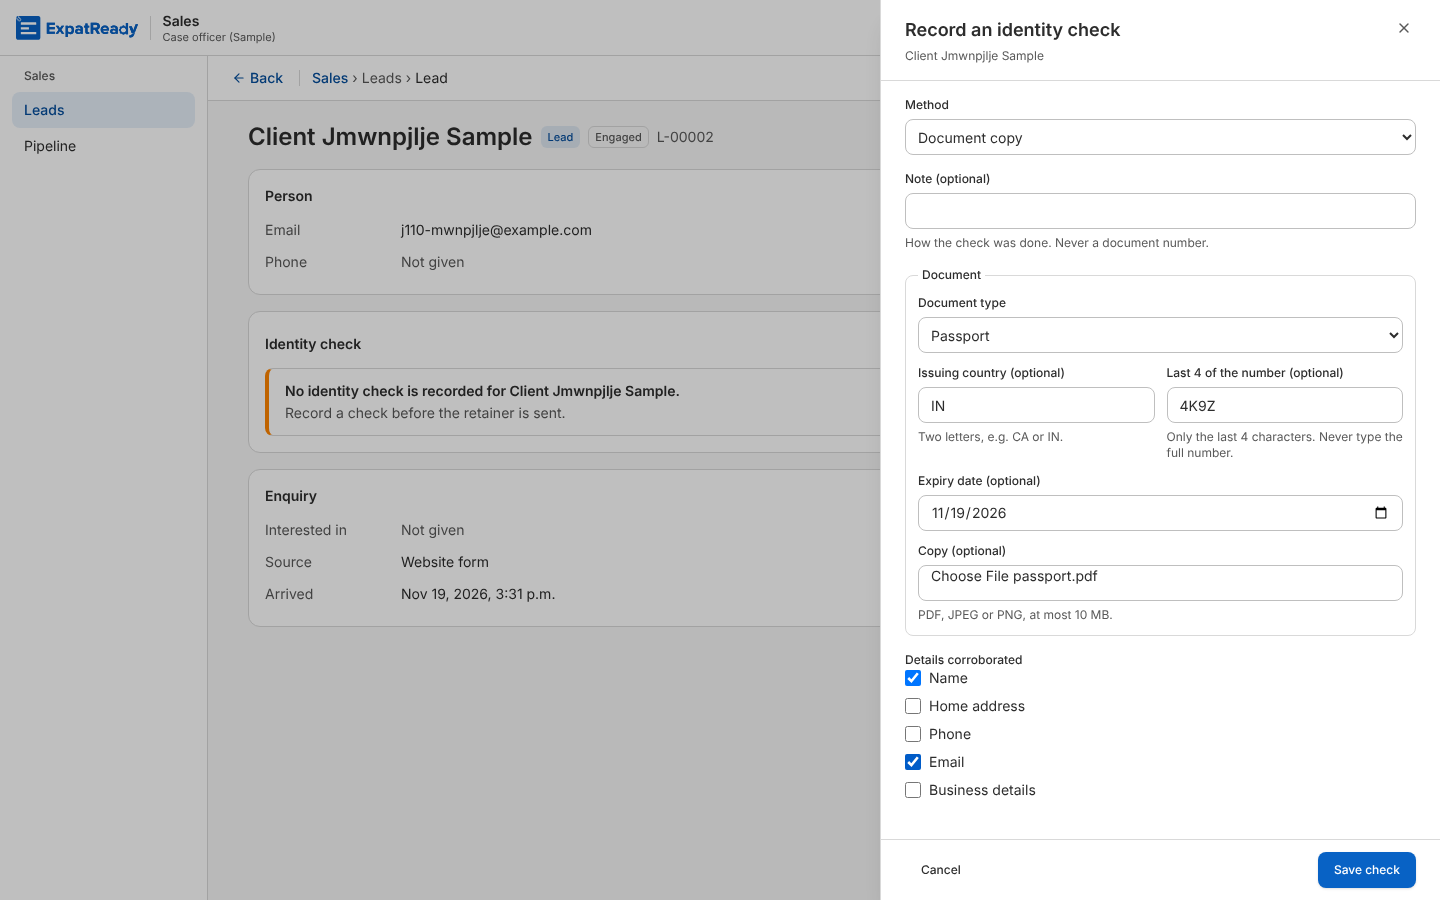 ExpatReady
Sales
Case officer (Sample)
Sales
Leads
Pipeline
← Back
Sales › Leads › Lead
Client Jmwnpjlje Sample Lead Engaged L-00002
Person
Email j110-mwnpjlje@example.com
Phone Not given
Identity check
No identity check is recorded for Client Jmwnpjlje Sample.
Record a check before the retainer is sent.
Enquiry
Interested in Not given
Source Website form
Arrived Nov 19, 2026, 3:31 p.m.
Record an identity check
Client Jmwnpjlje Sample
Method
Document copy
Note (optional)
How the check was done. Never a document number.
Document
Document type
Passport
Issuing country (optional) Last 4 of the number (optional)
IN 4K9Z
Two letters, e.g. CA or IN. Only the last 4 characters. Never type the
full number.
Expiry date (optional)
11/19/2026
Copy (optional)
Choose File passport.pdf
PDF, JPEG or PNG, at most 10 MB.
Details corroborated
Name
Home address
Phone
Email
Business details
Cancel Save check